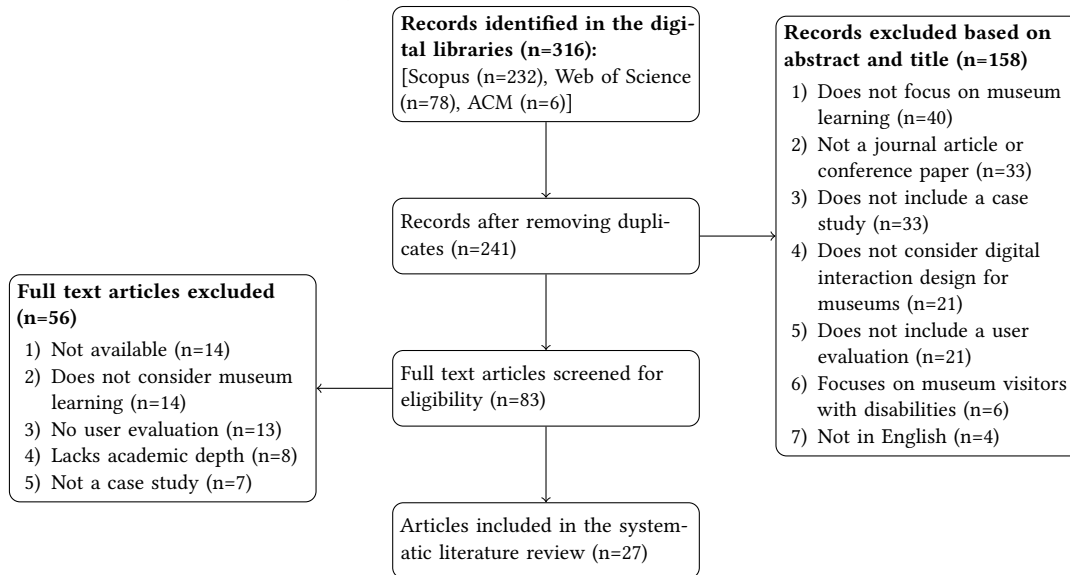 Records identified in the digi-
tal libraries (n=316):
[Scopus (n=232), Web of Science
(n=78), ACM (n=6)]
Records excluded based on
abstract and title (n=158)
1) Does not focus on museum
learning (n=40)
2) Not a journal article or
conference paper (n=33)
3) Does not include a case
study (n=33)
4) Does not consider digital
interaction design for
museums (n=21)
5) Does not include a user
evaluation (n=21)
6) Focuses on museum visitors
with disabilities (n=6)
7) Not in English (n=4)
Records after removing dupli-
cates (n=241)
Full text articles excluded
(n=56)
1) Not available (n=14)
2) Does not consider museum
learning (n=14)
3) No user evaluation (n=13)
4) Lacks academic depth (n=8)
5) Not a case study (n=7)
Full text articles screened for
eligibility (n=83)
Articles included in the system-
atic literature review (n=27)